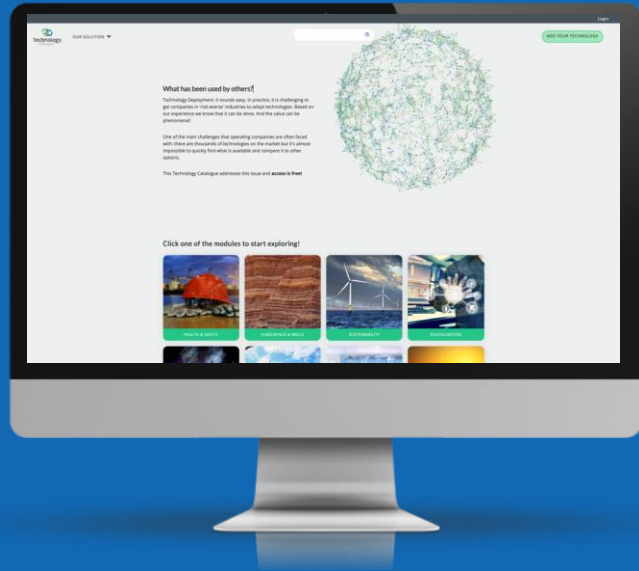 Login
Technology
OUR SOLUTION
ADD YOUR TECHNOLOGY
What has been used by others?
Technology Deployment: it sounds easy. In practice, it is challenging to
get companies in 'risk-averse' industries to adopt technologies. Based on
our experience we know that it can be done. And the value can be
phenomenal!
One of the main challenges that operating companies are often faced
with: there are thousands of technologies on the market but it's almost
impossible to quickly find what is available and compare it to other
options.
This Technology Catalogue addresses this issue and access is free!
Click one of the modules to start exploring!
HEALTH & SAFETY
SUBSURFACE & WELLS
SUSTAINABILITY
DIGITALISATION